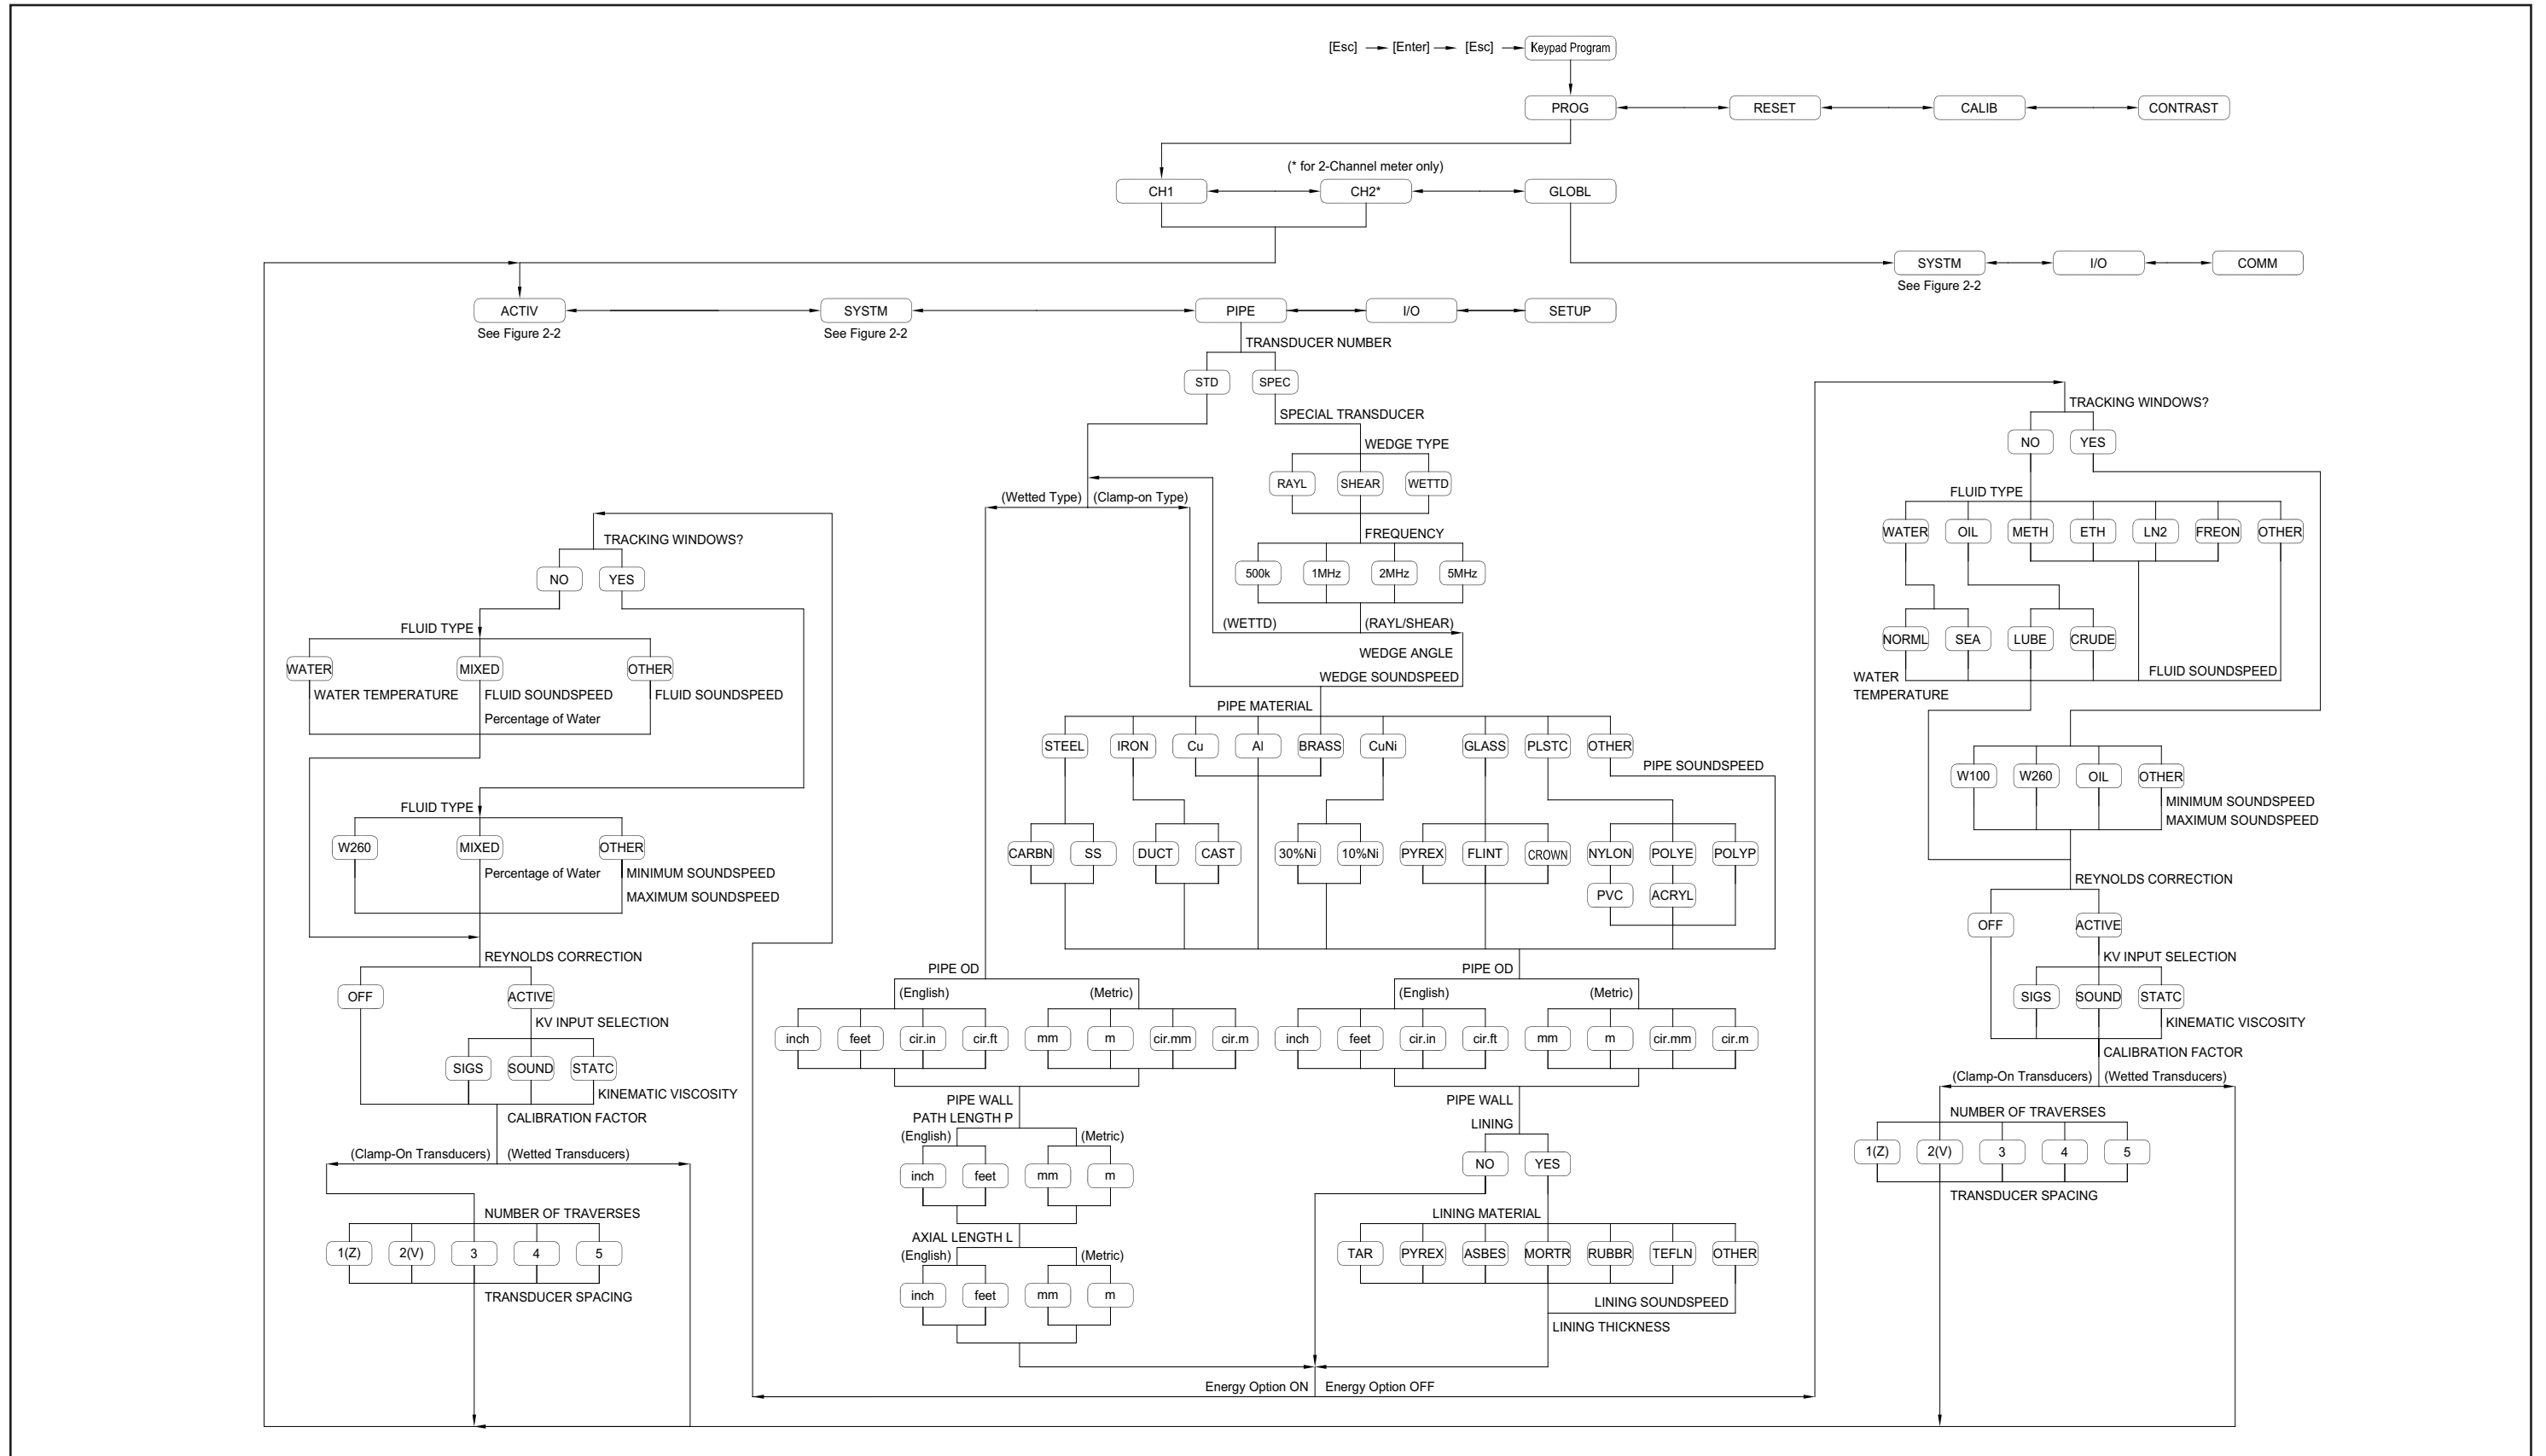 [Esc] [Enter] [Esc] Keypad Program
PROG RESET CALIB CONTRAST
(* for 2-Channel meter only)
CH1 CH2* GLOBL
SYSTM I/O COMM
See Figure 2-2
ACTIV SYSTM PIPE I/O SETUP
See Figure 2-2 See Figure 2-2
TRANSDUCER NUMBER
STD SPEC
SPECIAL TRANSDUCER
WEDGE TYPE
RAYL SHEAR WETTD
(Wetted Type) (Clamp-on Type)
FREQUENCY
500k 1MHz 2MHz 5MHz
(WETTD) (RAYL/SHEAR)
WEDGE ANGLE
WEDGE SOUNDSPEED
PIPE MATERIAL
STEEL IRON Cu Al BRASS CuNi GLASS PLSTC OTHER
PIPE SOUNDSPEED
CARBN SS DUCT CAST 30%Ni 10%Ni PYREX FLINT CROWN NYLON POLYE POLYP
PVC ACRYL
TRACKING WINDOWS?
NO YES
FLUID TYPE
WATER MIXED OTHER
WATER TEMPERATURE FLUID SOUNDSPEED FLUID SOUNDSPEED
Percentage of Water
FLUID TYPE
W260 MIXED OTHER
Percentage of Water MINIMUM SOUNDSPEED
MAXIMUM SOUNDSPEED
REYNOLDS CORRECTION
OFF ACTIVE
KV INPUT SELECTION
SIGS SOUND STATC
KINEMATIC VISCOSITY
CALIBRATION FACTOR
(Clamp-On Transducers) (Wetted Transducers)
NUMBER OF TRAVERSES
1(Z) 2(V) 3 4 5
TRANSDUCER SPACING
PIPE OD
(English) (Metric)
inch feet cir.in cir.ft mm m cir.mm cir.m
PIPE WALL
PATH LENGTH P
(English) (Metric)
inch feet mm m
AXIAL LENGTH L
(English) (Metric)
inch feet mm m
PIPE OD
(English) (Metric)
inch feet cir.in cir.ft mm m cir.mm cir.m
PIPE WALL
LINING
NO YES
LINING MATERIAL
TAR PYREX ASBES MORTR RUBBR TEFLN OTHER
LINING SOUNDSPEED
LINING THICKNESS
Energy Option ON Energy Option OFF
TRACKING WINDOWS?
NO YES
FLUID TYPE
WATER OIL METH ETH LN2 FREON OTHER
NORML SEA LUBE CRUDE
WATER FLUID SOUNDSPEED
TEMPERATURE
W100 W260 OIL OTHER
MINIMUM SOUNDSPEED
MAXIMUM SOUNDSPEED
REYNOLDS CORRECTION
OFF ACTIVE
KV INPUT SELECTION
SIGS SOUND STATC
KINEMATIC VISCOSITY
CALIBRATION FACTOR
(Clamp-On Transducers) (Wetted Transducers)
NUMBER OF TRAVERSES
1(Z) 2(V) 3 4 5
TRANSDUCER SPACING